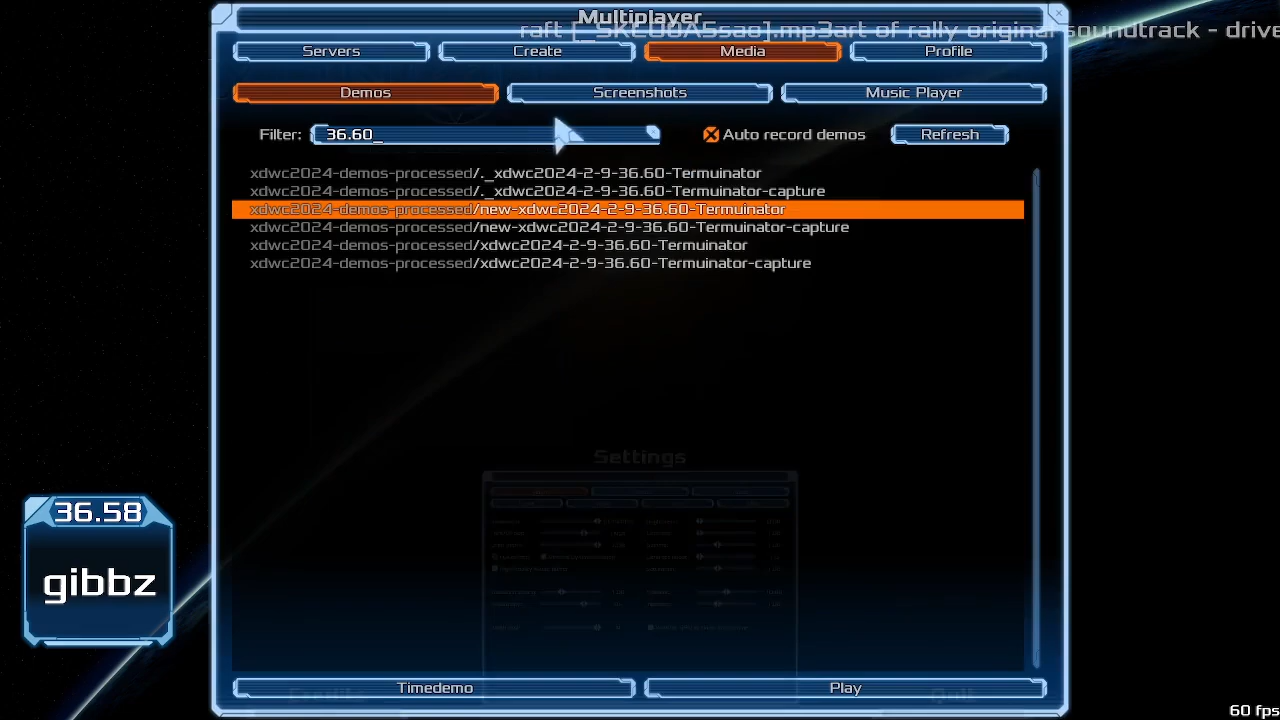 Multiplayer
raft [_SKC00A5sao].mp3art of rally original soundtrack - drive
Servers
Create
Media
Profile
Demos
Screenshots
Music Player
Filter: 36.60_
Auto record demos
Refresh
xdwc2024-demos-processed/._xdwc2024-2-9-36.60-Termuinator
xdwc2024-demos-processed/._xdwc2024-2-9-36.60-Termuinator-capture
xdwc2024-demos-processed/new-xdwc2024-2-9-36.60-Termuinator
xdwc2024-demos-processed/new-xdwc2024-2-9-36.60-Termuinator-capture
xdwc2024-demos-processed/xdwc2024-2-9-36.60-Termuinator
xdwc2024-demos-processed/xdwc2024-2-9-36.60-Termuinator-capture
Settings
36.58
gibbz
Timedemo
Play
Credits
Quit
60 fps